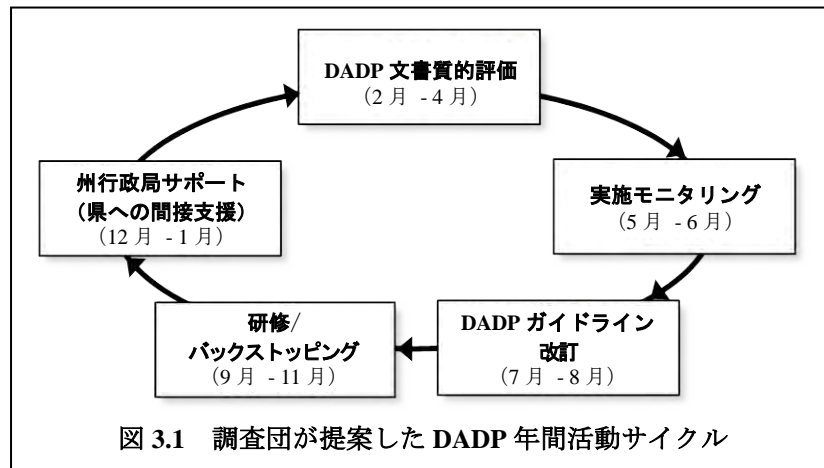 DADP 文書質的評価
（2 月 - 4 月）
実施モニタリング
（5 月 - 6 月）
DADP ガイドライン
改訂
（7 月 - 8 月）
研修/
バックストッピング
（9 月 - 11 月）
州行政局サポート
（県への間接支援）
（12 月 - 1 月）
図 3.1 調査団が提案した DADP 年間活動サイクル